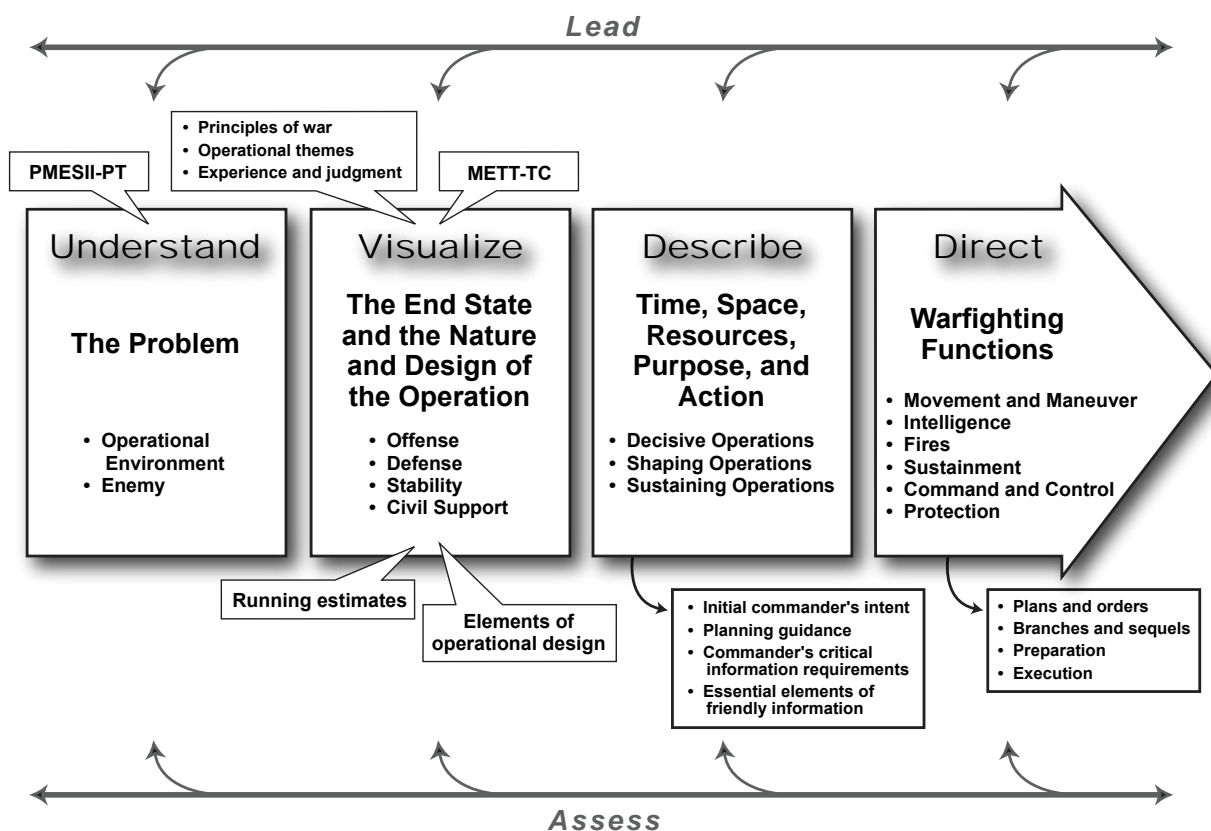 Lead
• Principles of war
• Operational themes
• Experience and judgment
PMESII-PT
METT-TC
Understand
The Problem
• Operational
Environment
• Enemy
Visualize
The End State
and the Nature
and Design of
the Operation
• Offense
• Defense
• Stability
• Civil Support
Describe
Time, Space,
Resources,
Purpose, and
Action
• Decisive Operations
• Shaping Operations
• Sustaining Operations
Direct
Warfighting
Functions
• Movement and Maneuver
• Intelligence
• Fires
• Sustainment
• Command and Control
• Protection
Running estimates
Elements of
operational design
• Initial commander's intent
• Planning guidance
• Commander's critical
information requirements
• Essential elements of
friendly information
• Plans and orders
• Branches and sequels
• Preparation
• Execution
Assess